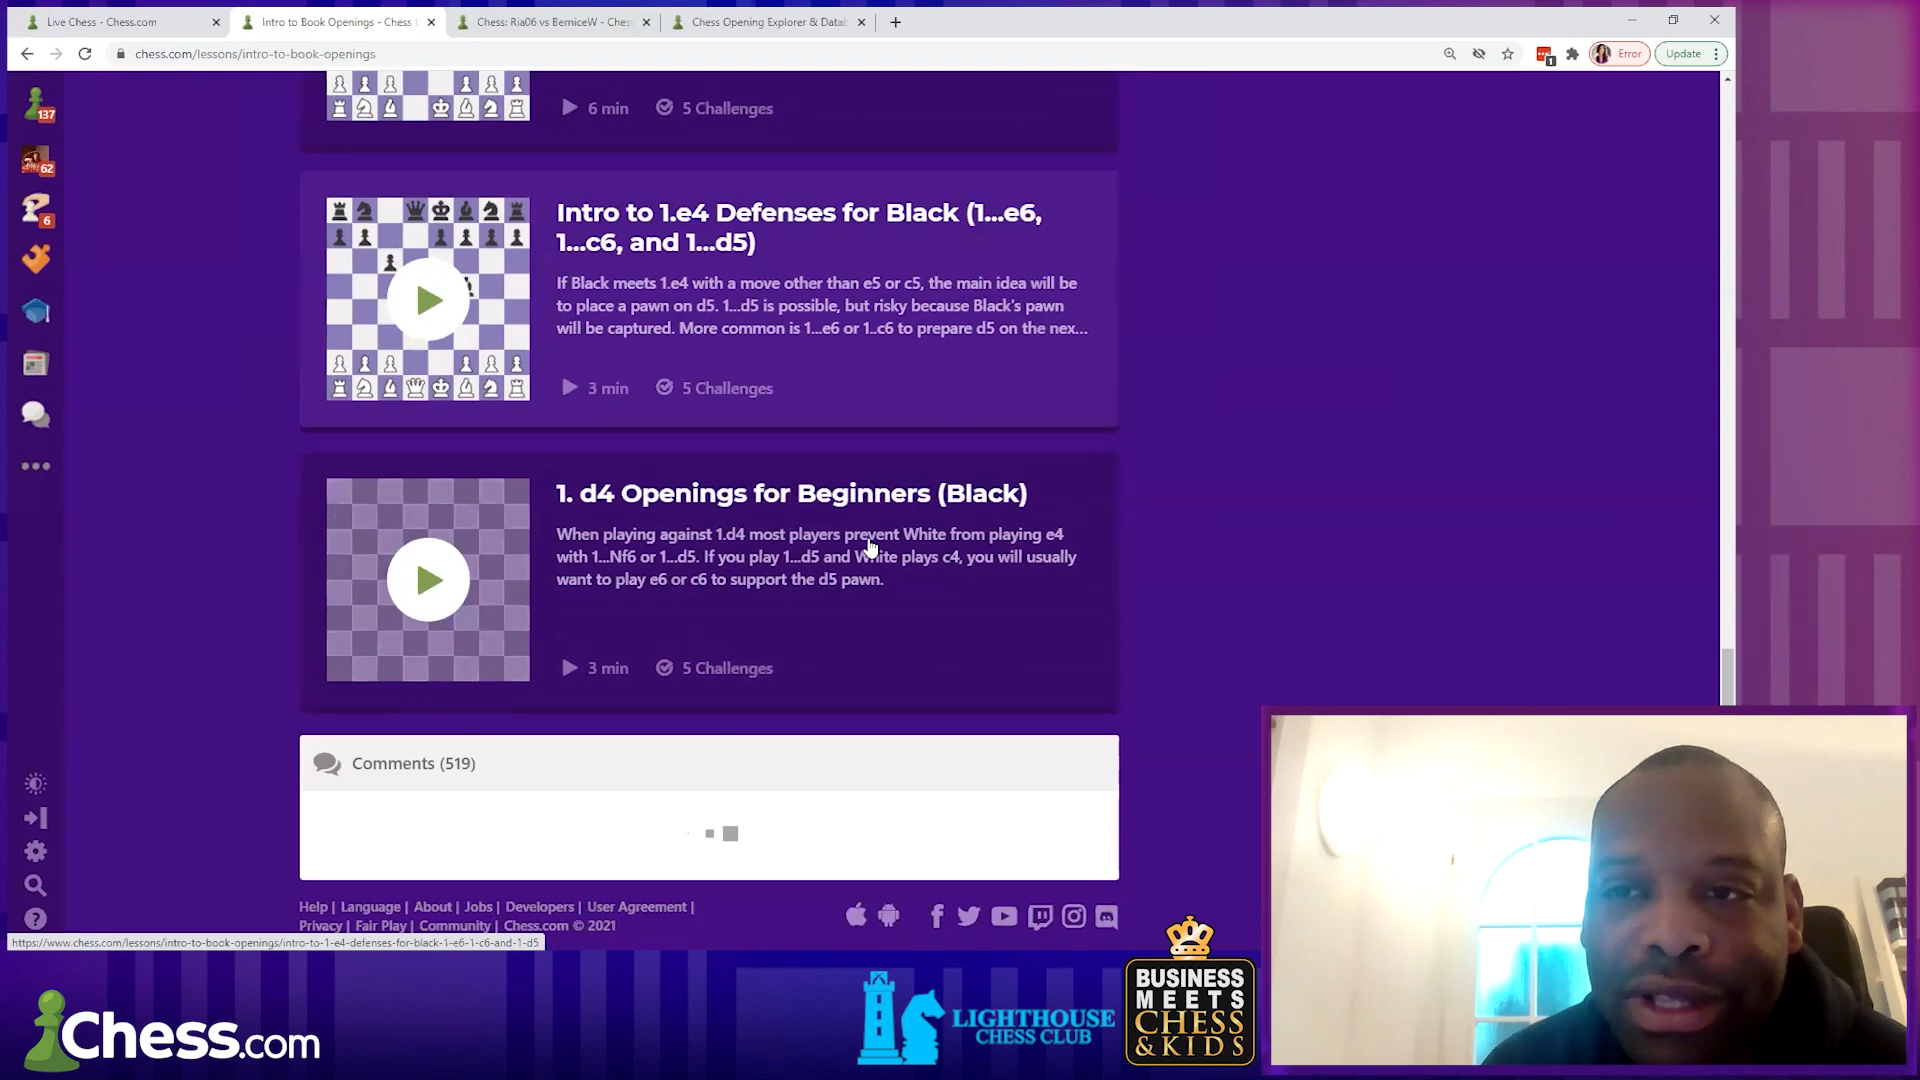 Live Chess - Chess.com
Intro to Book Openings - Chess
Chess: Ria06 vs BerniceW - Ches
Chess Opening Explorer & Datab
chess.com/lessons/intro-to-book-openings
1
Error
Update
137
6 min
5 Challenges
62
6
Intro to 1.e4 Defenses for Black (1...e6,
1...c6, and 1...d5)
If Black meets 1.e4 with a move other than e5 or c5, the main idea will be
to place a pawn on d5. 1...d5 is possible, but risky because Black's pawn
will be captured. More common is 1...e6 or 1..c6 to prepare d5 on the nex...
3 min
5 Challenges
1. d4 Openings for Beginners (Black)
When playing against 1.d4 most players prevent White from playing e4
with 1...Nf6 or 1...d5. If you play 1...d5 and White plays c4, you will usually
want to play e6 or c6 to support the d5 pawn.
3 min
5 Challenges
Comments (519)
Help | Language | About | Jobs | Developers | User Agreement |
Privacy | Fair Play | Community | Chess.com © 2021
https://www.chess.com/lessons/intro-to-book-openings/intro-to-1-e4-defenses-for-black-1-e6-1-c6-and-1-d5
Chess.com
LIGHTHOUSE
CHESS CLUB
BUSINESS
MEETS
CHESS
& KIDS